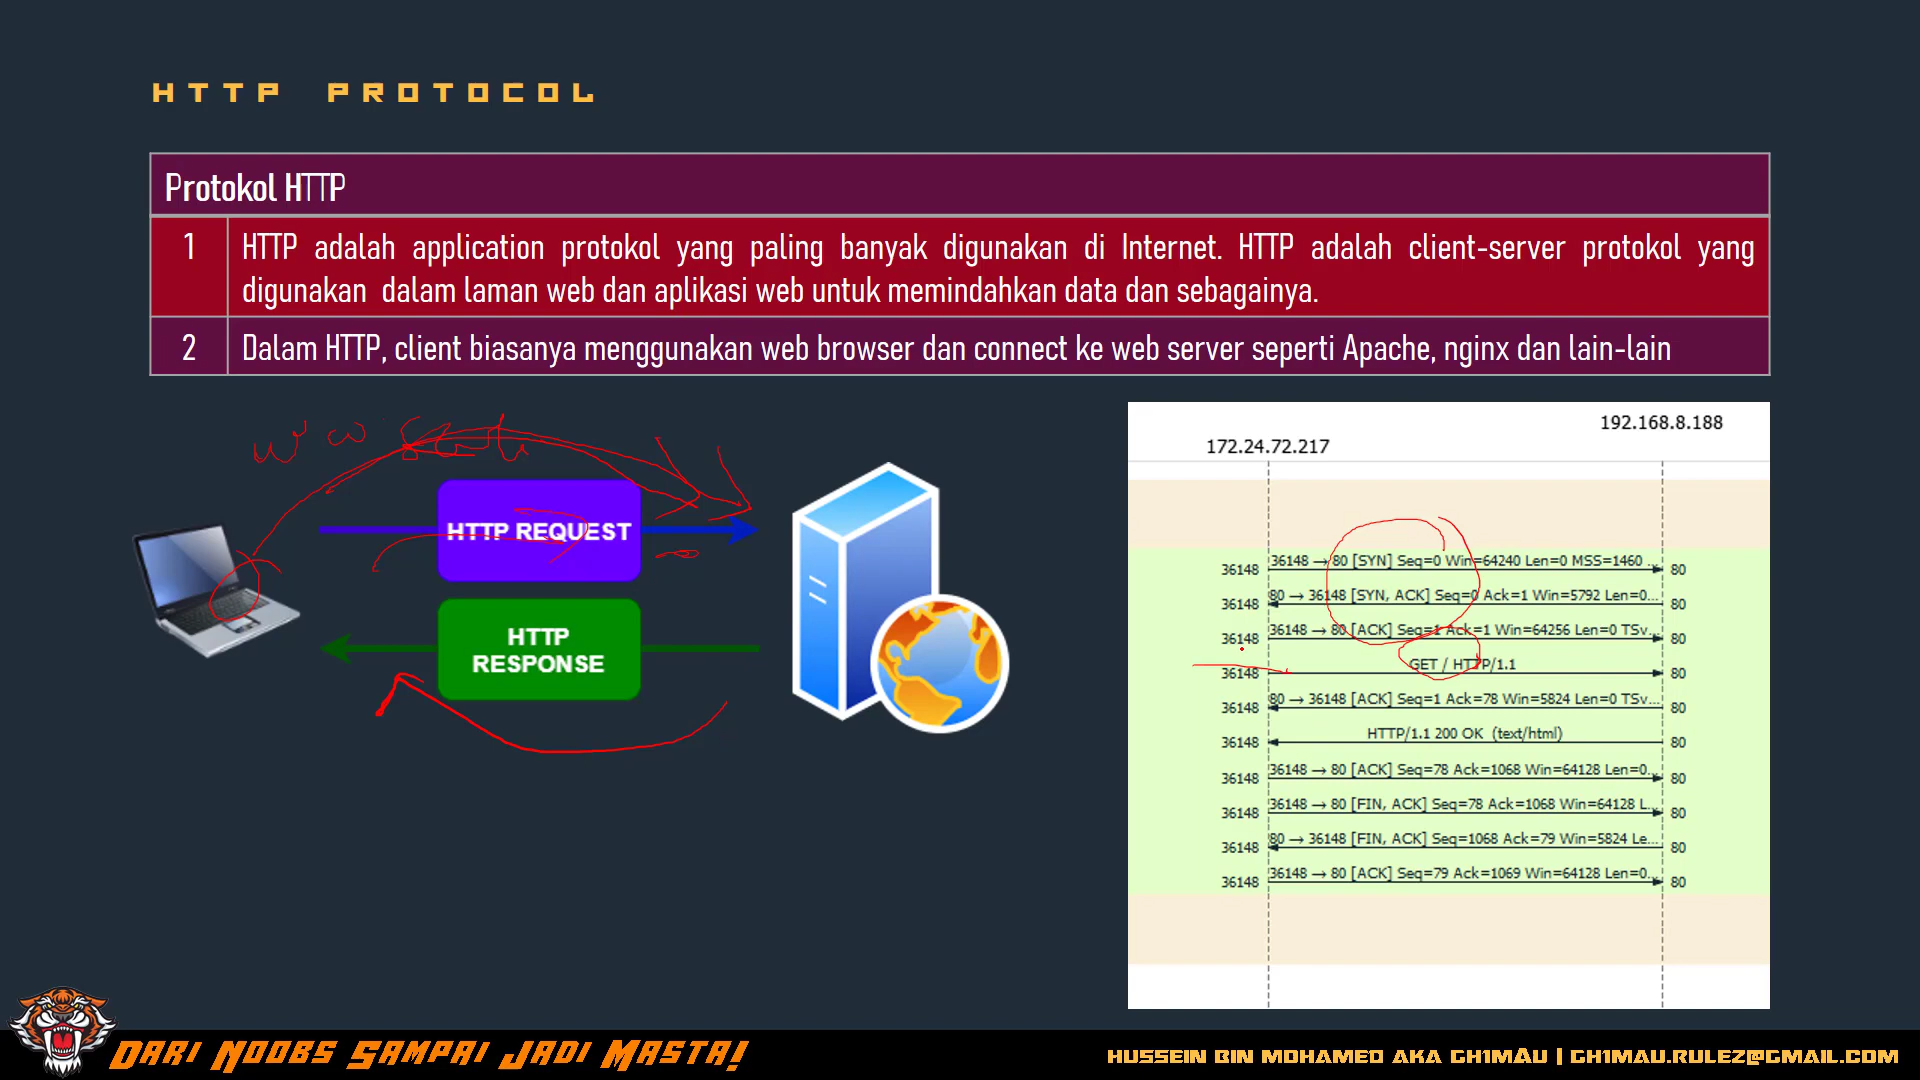 HTTP PROTOCOL
Protokol HTTP
1 HTTP adalah application protokol yang paling banyak digunakan di Internet. HTTP adalah client-server protokol yang
digunakan dalam laman web dan aplikasi web untuk memindahkan data dan sebagainya.
2 Dalam HTTP, client biasanya menggunakan web browser dan connect ke web server seperti Apache, nginx dan lain-lain
HTTP REQUEST
HTTP
RESPONSE
192.168.8.188
172.24.72.217
36148 36148 → 80 [SYN] Seq=0 Win=64240 Len=0 MSS=1460 ... 80
36148 80 → 36148 [SYN, ACK] Seq=0 Ack=1 Win=5792 Len=0... 80
36148 36148 → 80 [ACK] Seq=1 Ack=1 Win=64256 Len=0 TSv... 80
36148 GET / HTTP/1.1 80
36148 80 → 36148 [ACK] Seq=1 Ack=78 Win=5824 Len=0 TSv... 80
36148 HTTP/1.1 200 OK (text/html) 80
36148 36148 → 80 [ACK] Seq=78 Ack=1068 Win=64128 Len=0... 80
36148 36148 → 80 [FIN, ACK] Seq=78 Ack=1068 Win=64128 L... 80
36148 80 → 36148 [FIN, ACK] Seq=1068 Ack=79 Win=5824 Le... 80
36148 36148 → 80 [ACK] Seq=79 Ack=1069 Win=64128 Len=0... 80
DARI NOOBS SAMPAI JADI MASTA!
HUSSEIN BIN MOHAMED AKA GH1MAU | GH1MAU.RULEZ@GMAIL.COM